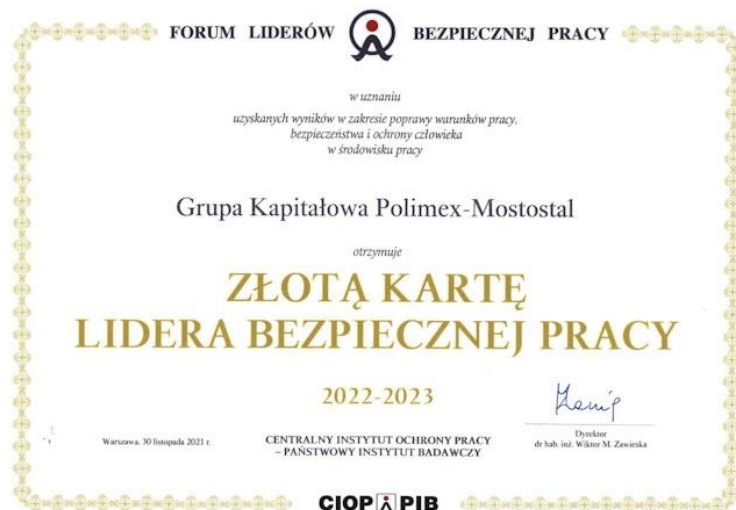 FORUM LIDERÓW BEZPIECZNEJ PRACY
w uznaniu
uzyskanych wyników w zakresie poprawy warunków pracy,
bezpieczeństwa i ochrony człowieka
w środowisku pracy
Grupa Kapitałowa Polimex-Mostostal
otrzymuje
ZŁOTĄ KARTĘ
LIDERA BEZPIECZNEJ PRACY
2022-2023
Warszawa, 30 listopada 2021 r.
CENTRALNY INSTYTUT OCHRONY PRACY
– PAŃSTWOWY INSTYTUT BADAWCZY
Dyrektor
dr hab. inż. Wiktor M. Zawieska
CIOP PIB